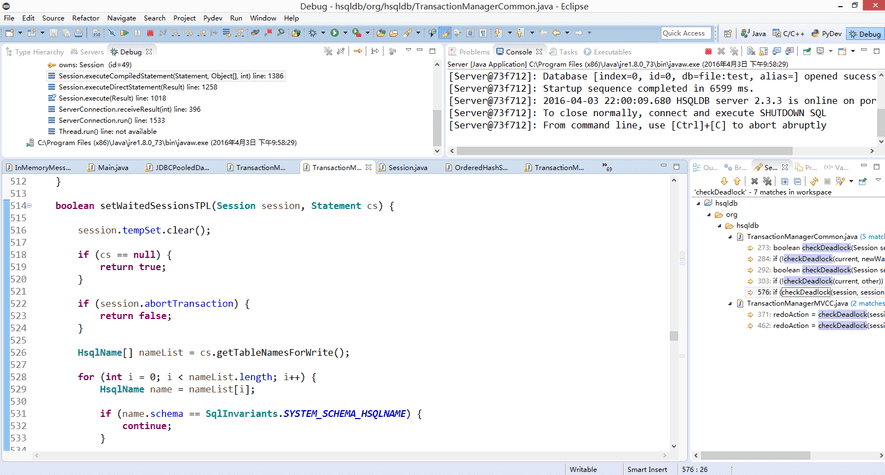 Debug - hsqldb/org/hsqldb/TransactionManagerCommon.java - Eclipse
File Edit Source Refactor Navigate Search Project Pydev Run Window Help
Quick Access
Java C/C++ PyDev Debug
Type Hierarchy Servers Debug
owns: Session (id=49)
Session.executeCompiledStatement(Statement, Object[], int) line: 1386
Session.executeDirectStatement(Result) line: 1258
Session.execute(Result) line: 1018
ServerConnection.receiveResult(int) line: 396
ServerConnection.run() line: 1533
Thread.run() line: not available
C:\Program Files (x86)\Java\jre1.8.0_73\bin\javaw.exe (2016年4月3日 下午9:58:29)
Problems Console Tasks Executables
Server [Java Application] C:\Program Files (x86)\Java\jre1.8.0_73\bin\javaw.exe (2016年4月3日 下午9:58:29)
[Server@73f712]: Database [index=0, id=0, db=file:test, alias=] opened sucess
[Server@73f712]: Startup sequence completed in 6599 ms.
[Server@73f712]: 2016-04-03 22:00:09.680 HSQLDB server 2.3.3 is online on por
[Server@73f712]: To close normally, connect and execute SHUTDOWN SQL
[Server@73f712]: From command line, use [Ctrl]+[C] to abort abruptly
InMemoryMess... Main.java JDBCPooledDa... TransactionM... TransactionM... Session.java OrderedHashS... TransactionM...
512 }
513
514 boolean setWaitedSessionsTPL(Session session, Statement cs) {
515
516 session.tempSet.clear();
517
518 if (cs == null) {
519 return true;
520 }
521
522 if (session.abortTransaction) {
523 return false;
524 }
525
526 HsqlName[] nameList = cs.getTableNamesForWrite();
527
528 for (int i = 0; i < nameList.length; i++) {
529 HsqlName name = nameList[i];
530
531 if (name.schema == SqlInvariants.SYSTEM_SCHEMA_HSQLNAME) {
532 continue;
533 }
534
Ou... Br... Se... Pr... Va...
'checkDeadlock' - 7 matches in workspace
hsqldb
org
hsqldb
TransactionManagerCommon.java (5 matc
273: boolean checkDeadlock(Session se
284: if (!checkDeadlock(current, newWa
292: boolean checkDeadlock(Session se
303: if (!checkDeadlock(current, other))
576: if (checkDeadlock(session, session
TransactionManagerMVCC.java (2 matches
371: redoAction = checkDeadlock(sessi
462: redoAction = checkDeadlock(sessi
Writable Smart Insert 576 : 26